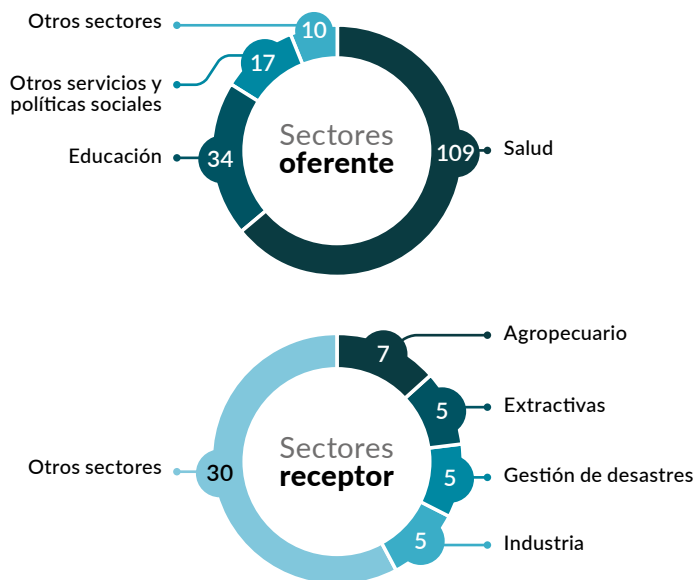 Otros sectores
10
Otros servicios y
políticas sociales
17
Educación
34
Sectores
oferente
109
Salud
7
Agropecuario
5
Extractivas
Otros sectores
30
Sectores
receptor
5
Gestión de desastres
5
Industria